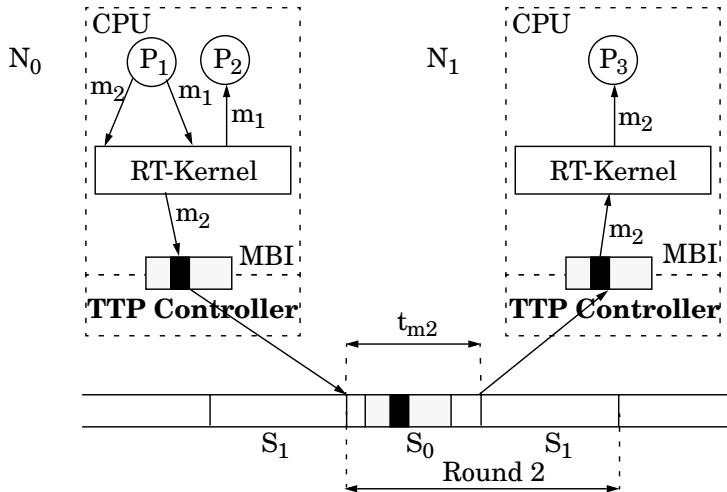 CPU
CPU
N0
P1
P2
N1
P3
m2
m1
m1
m2
RT-Kernel
RT-Kernel
m2
m2
MBI
MBI
TTP Controller
TTP Controller
tm2
S1
S0
S1
Round 2